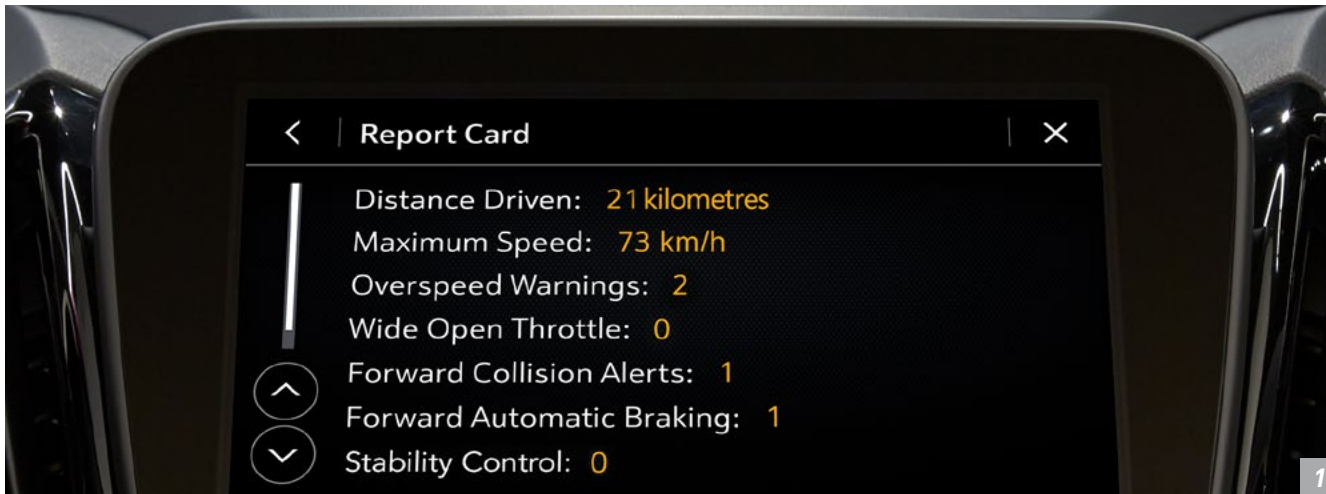 Report Card
Distance Driven: 21 kilometres
Maximum Speed: 73 km/h
Overspeed Warnings: 2
Wide Open Throttle: 0
Forward Collision Alerts: 1
Forward Automatic Braking: 1
Stability Control: 0
1